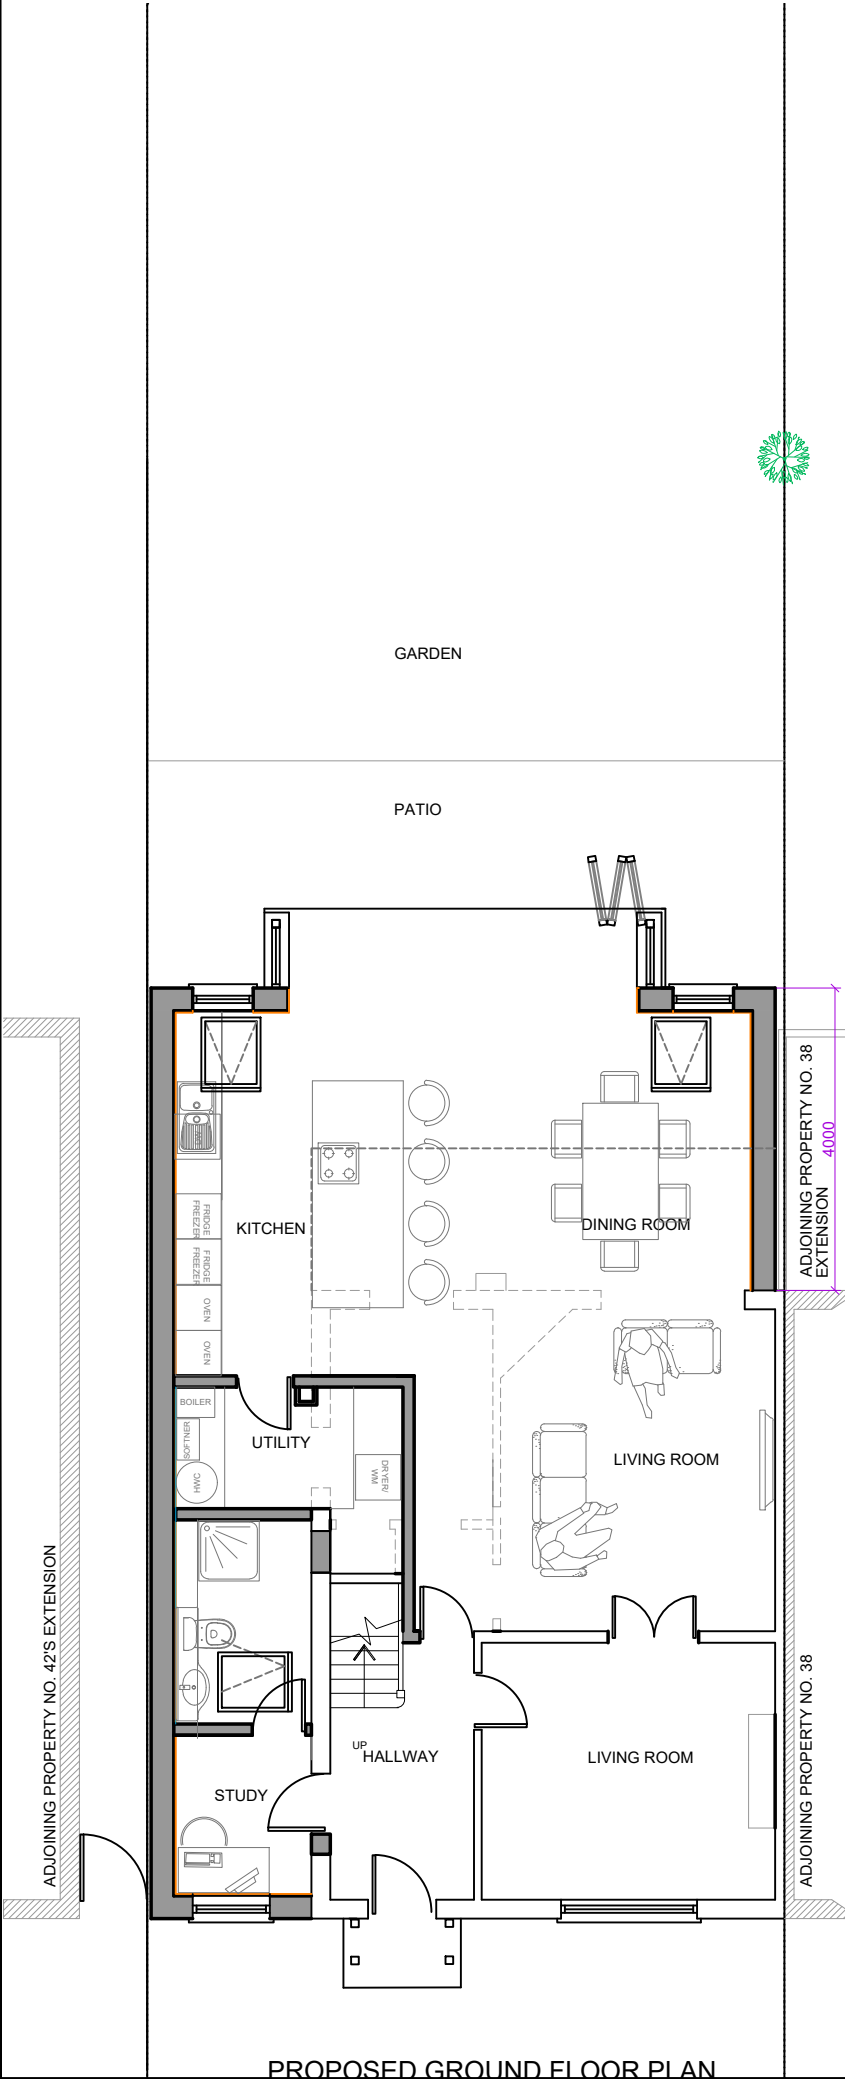 GARDEN
PATIO
ADJOINING PROPERTY NO. 38
EXTENSION
4000
KITCHEN
DINING ROOM
FRIDGE
FREEZER
FRIDGE
FREEZER
OVEN
OVEN
BOILER
SOFTNER
HWC
UTILITY
DRYER/
WM
LIVING ROOM
ADJOINING PROPERTY NO. 42'S EXTENSION
ADJOINING PROPERTY NO. 38
UP
HALLWAY
LIVING ROOM
STUDY
PROPOSED GROUND FLOOR PLAN